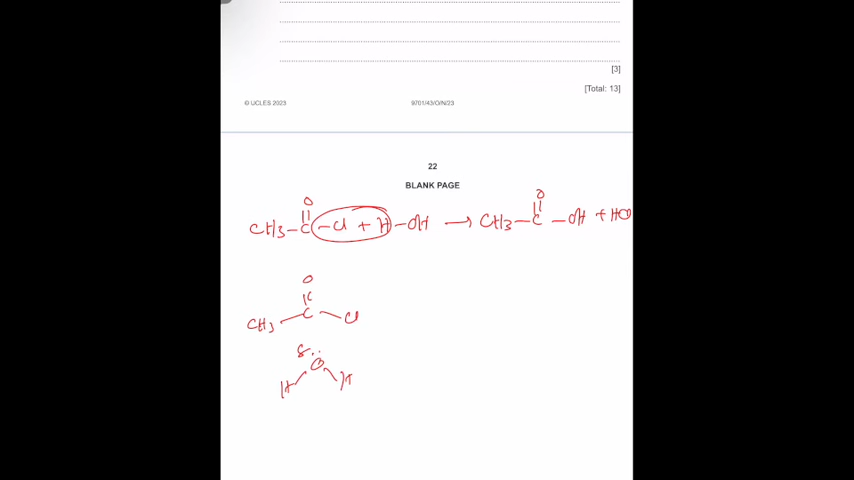 [3]
[Total: 13]
© UCLES 2023 9701/43/O/N/23
22
BLANK PAGE
O O
CH3–C–Cl + H–OH → CH3–C–OH + HCl
O
CH3 C Cl
δ..
O
H H